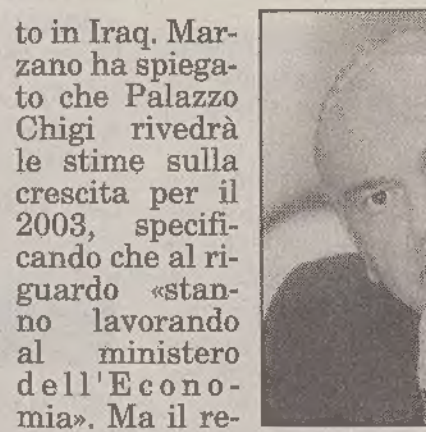 to in Iraq. Mar-
zano ha spiega-
to che Palazzo
Chigi rivedrà
le stime sulla
crescita per il
2003, specifi-
cando che al ri-
guardo «stan-
no lavorando
al ministero
dell'Econo-
mia». Ma il re-